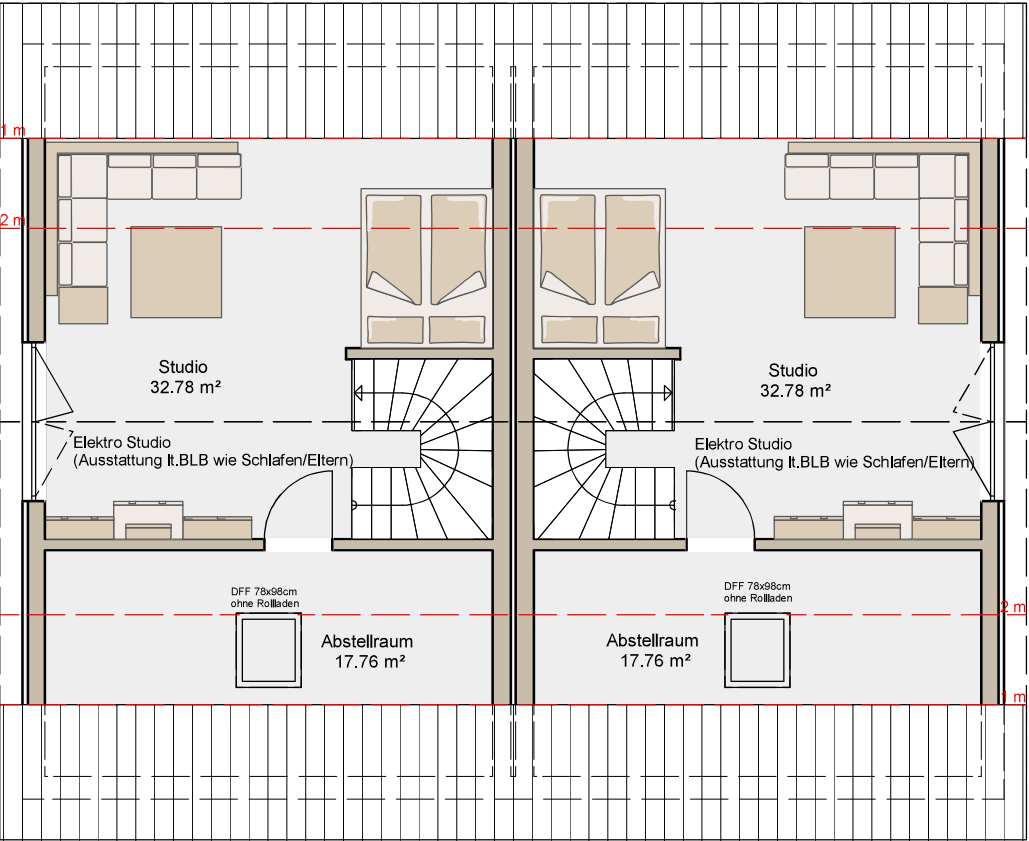 1 m
2 m
Studio
32.78 m²
Studio
32.78 m²
Elektro Studio
(Ausstattung lt.BLB wie Schlafen/Eltern)
Elektro Studio
(Ausstattung lt.BLB wie Schlafen/Eltern)
DFF 78x98cm
ohne Rollladen
DFF 78x98cm
ohne Rollladen
2 m
Abstellraum
17.76 m²
Abstellraum
17.76 m²
1 m